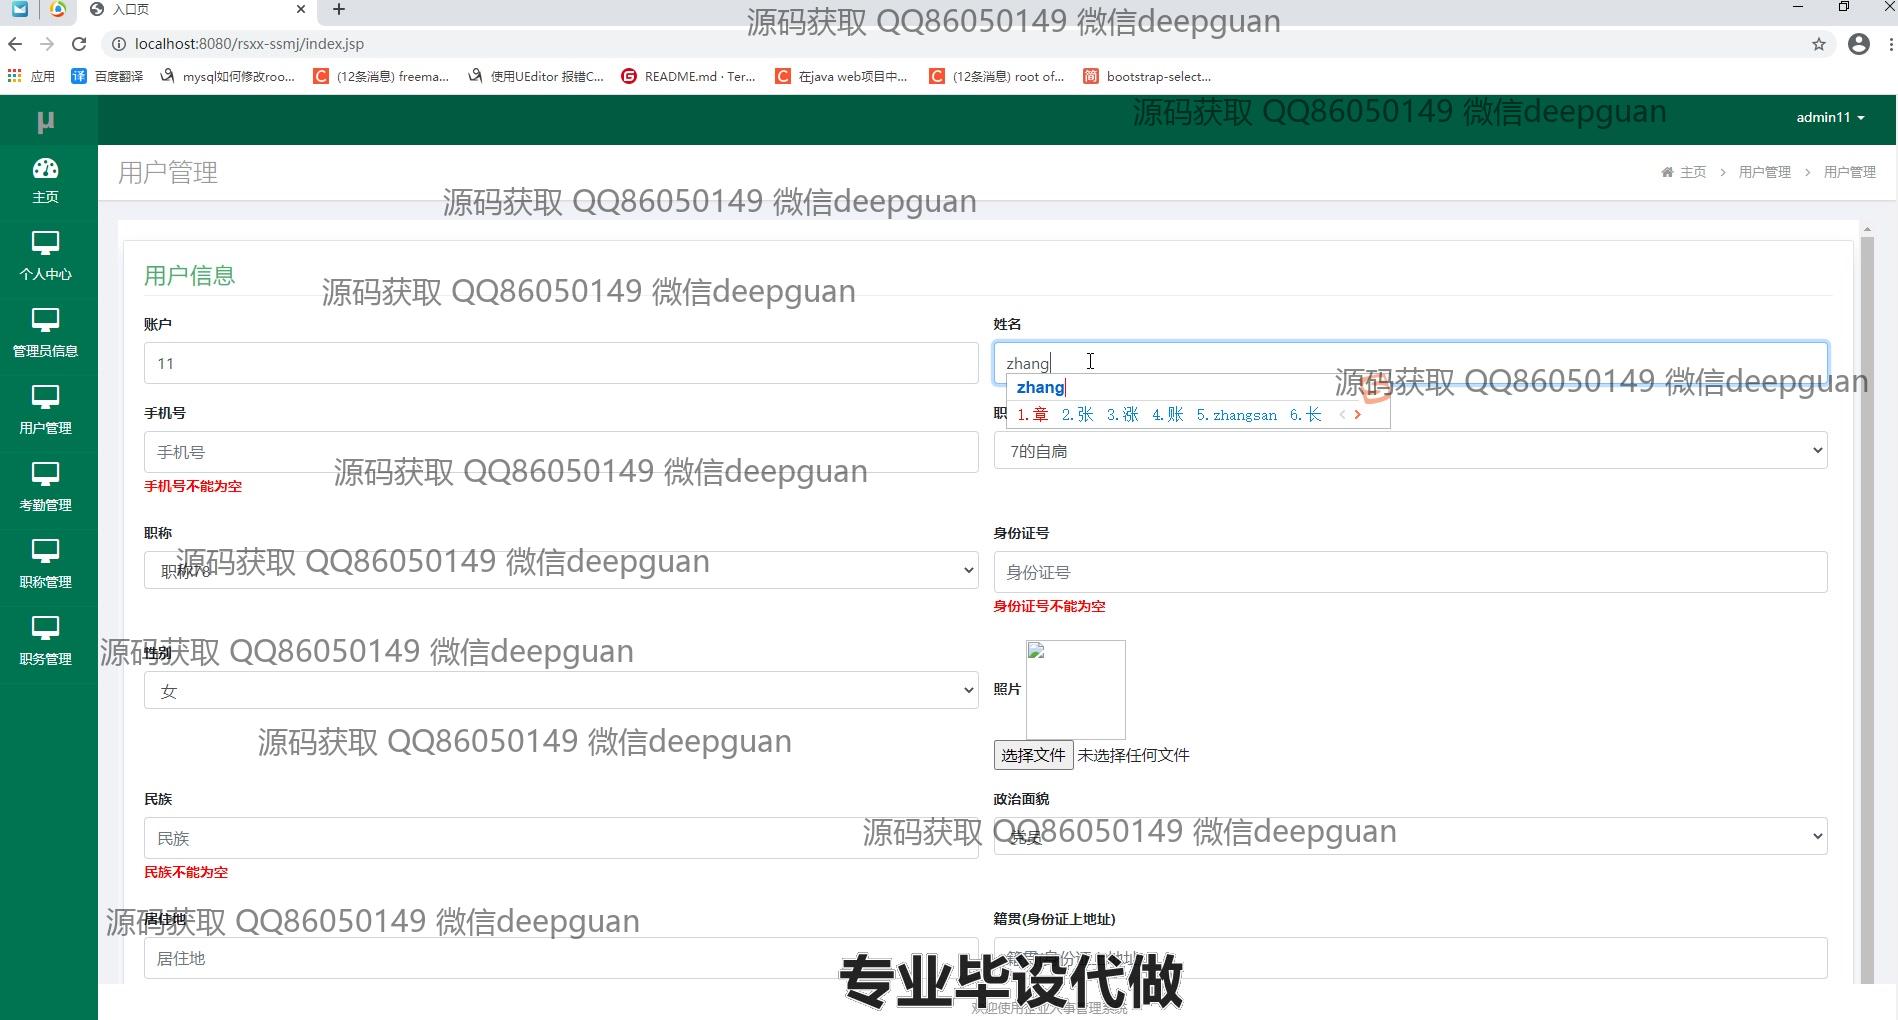 入口页
源码获取 QQ86050149 微信deepguan
localhost:8080/rsxx-ssmj/index.jsp
应用 百度翻译 mysql如何修改roo... (12条消息) freema... 使用UEditor 报错C... README.md · Ter... 在java web项目中... (12条消息) root of... bootstrap-select...
源码获取 QQ86050149 微信deepguan
μ admin11
主页
个人中心
管理员信息
用户管理
考勤管理
职称管理
职务管理
用户管理 主页 > 用户管理 > 用户管理
源码获取 QQ86050149 微信deepguan
用户信息
源码获取 QQ86050149 微信deepguan
账户 姓名
11 zhang
源码获取 QQ86050149 微信deepguan
zhang
1.章 2.张 3.涨 4.账 5.zhangsan 6.长
手机号 职
手机号 7的自扃
源码获取 QQ86050149 微信deepguan
手机号不能为空
职称 身份证号
源码获取 QQ86050149 微信deepguan
职称78 身份证号
身份证号不能为空
源码获取 QQ86050149 微信deepguan
性别
女 照片
源码获取 QQ86050149 微信deepguan
选择文件 未选择任何文件
民族 政治面貌
民族 党员
源码获取 QQ86050149 微信deepguan
民族不能为空
源码获取 QQ86050149 微信deepguan
居住地 籍贯(身份证上地址)
居住地 籍贯(身份证上地址)
专业毕设代做
欢迎使用企业人事管理系统